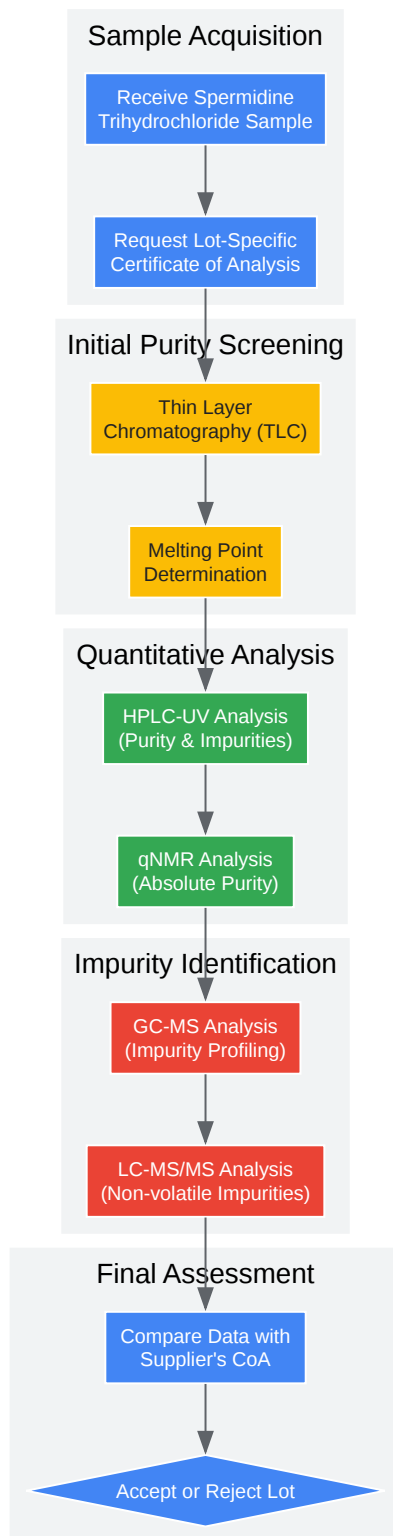 Sample Acquisition
Receive Spermidine
Trihydrochloride Sample
Request Lot-Specific
Certificate of Analysis
Initial Purity Screening
Thin Layer
Chromatography (TLC)
Melting Point
Determination
Quantitative Analysis
HPLC-UV Analysis
(Purity & Impurities)
qNMR Analysis
(Absolute Purity)
Impurity Identification
GC-MS Analysis
(Impurity Profiling)
LC-MS/MS Analysis
(Non-volatile Impurities)
Final Assessment
Compare Data with
Supplier's CoA
Accept or Reject Lot